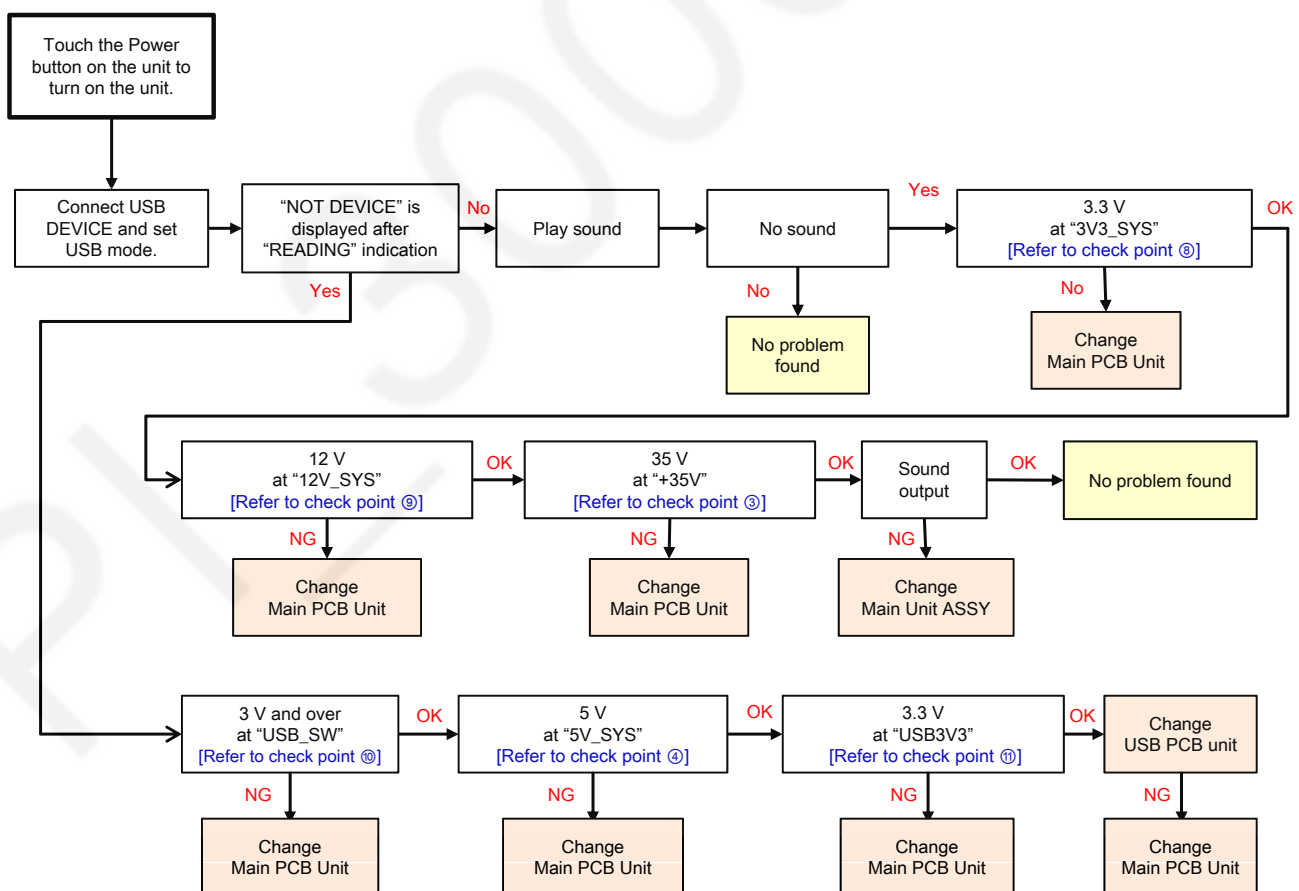 Touch the Power
button on the unit to
turn on the unit.
Connect USB
DEVICE and set
USB mode.
“NOT DEVICE” is
displayed after
“READING” indication
No
Yes
Play sound
No sound
Yes
No
No problem
found
3.3 V
at “3V3_SYS”
[Refer to check point ⑧]
OK
No
Change
Main PCB Unit
12 V
at “12V_SYS”
[Refer to check point ⑨]
OK
NG
Change
Main PCB Unit
35 V
at “+35V”
[Refer to check point ③]
OK
NG
Change
Main PCB Unit
Sound
output
OK
NG
Change
Main Unit ASSY
No problem found
3 V and over
at “USB_SW”
[Refer to check point ⑩]
OK
NG
Change
Main PCB Unit
5 V
at “5V_SYS”
[Refer to check point ④]
OK
NG
Change
Main PCB Unit
3.3 V
at “USB3V3”
[Refer to check point ⑪]
OK
NG
Change
Main PCB Unit
Change
USB PCB unit
NG
Change
Main PCB Unit